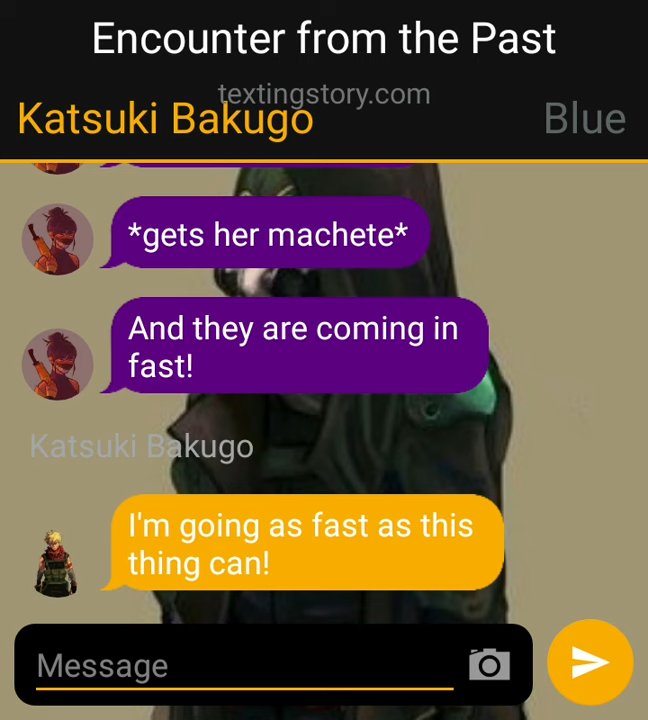 Encounter from the Past
textingstory.com
Katsuki Bakugo
Blue
*gets her machete*
And they are coming in
fast!
Katsuki Bakugo
I'm going as fast as this
thing can!
Message